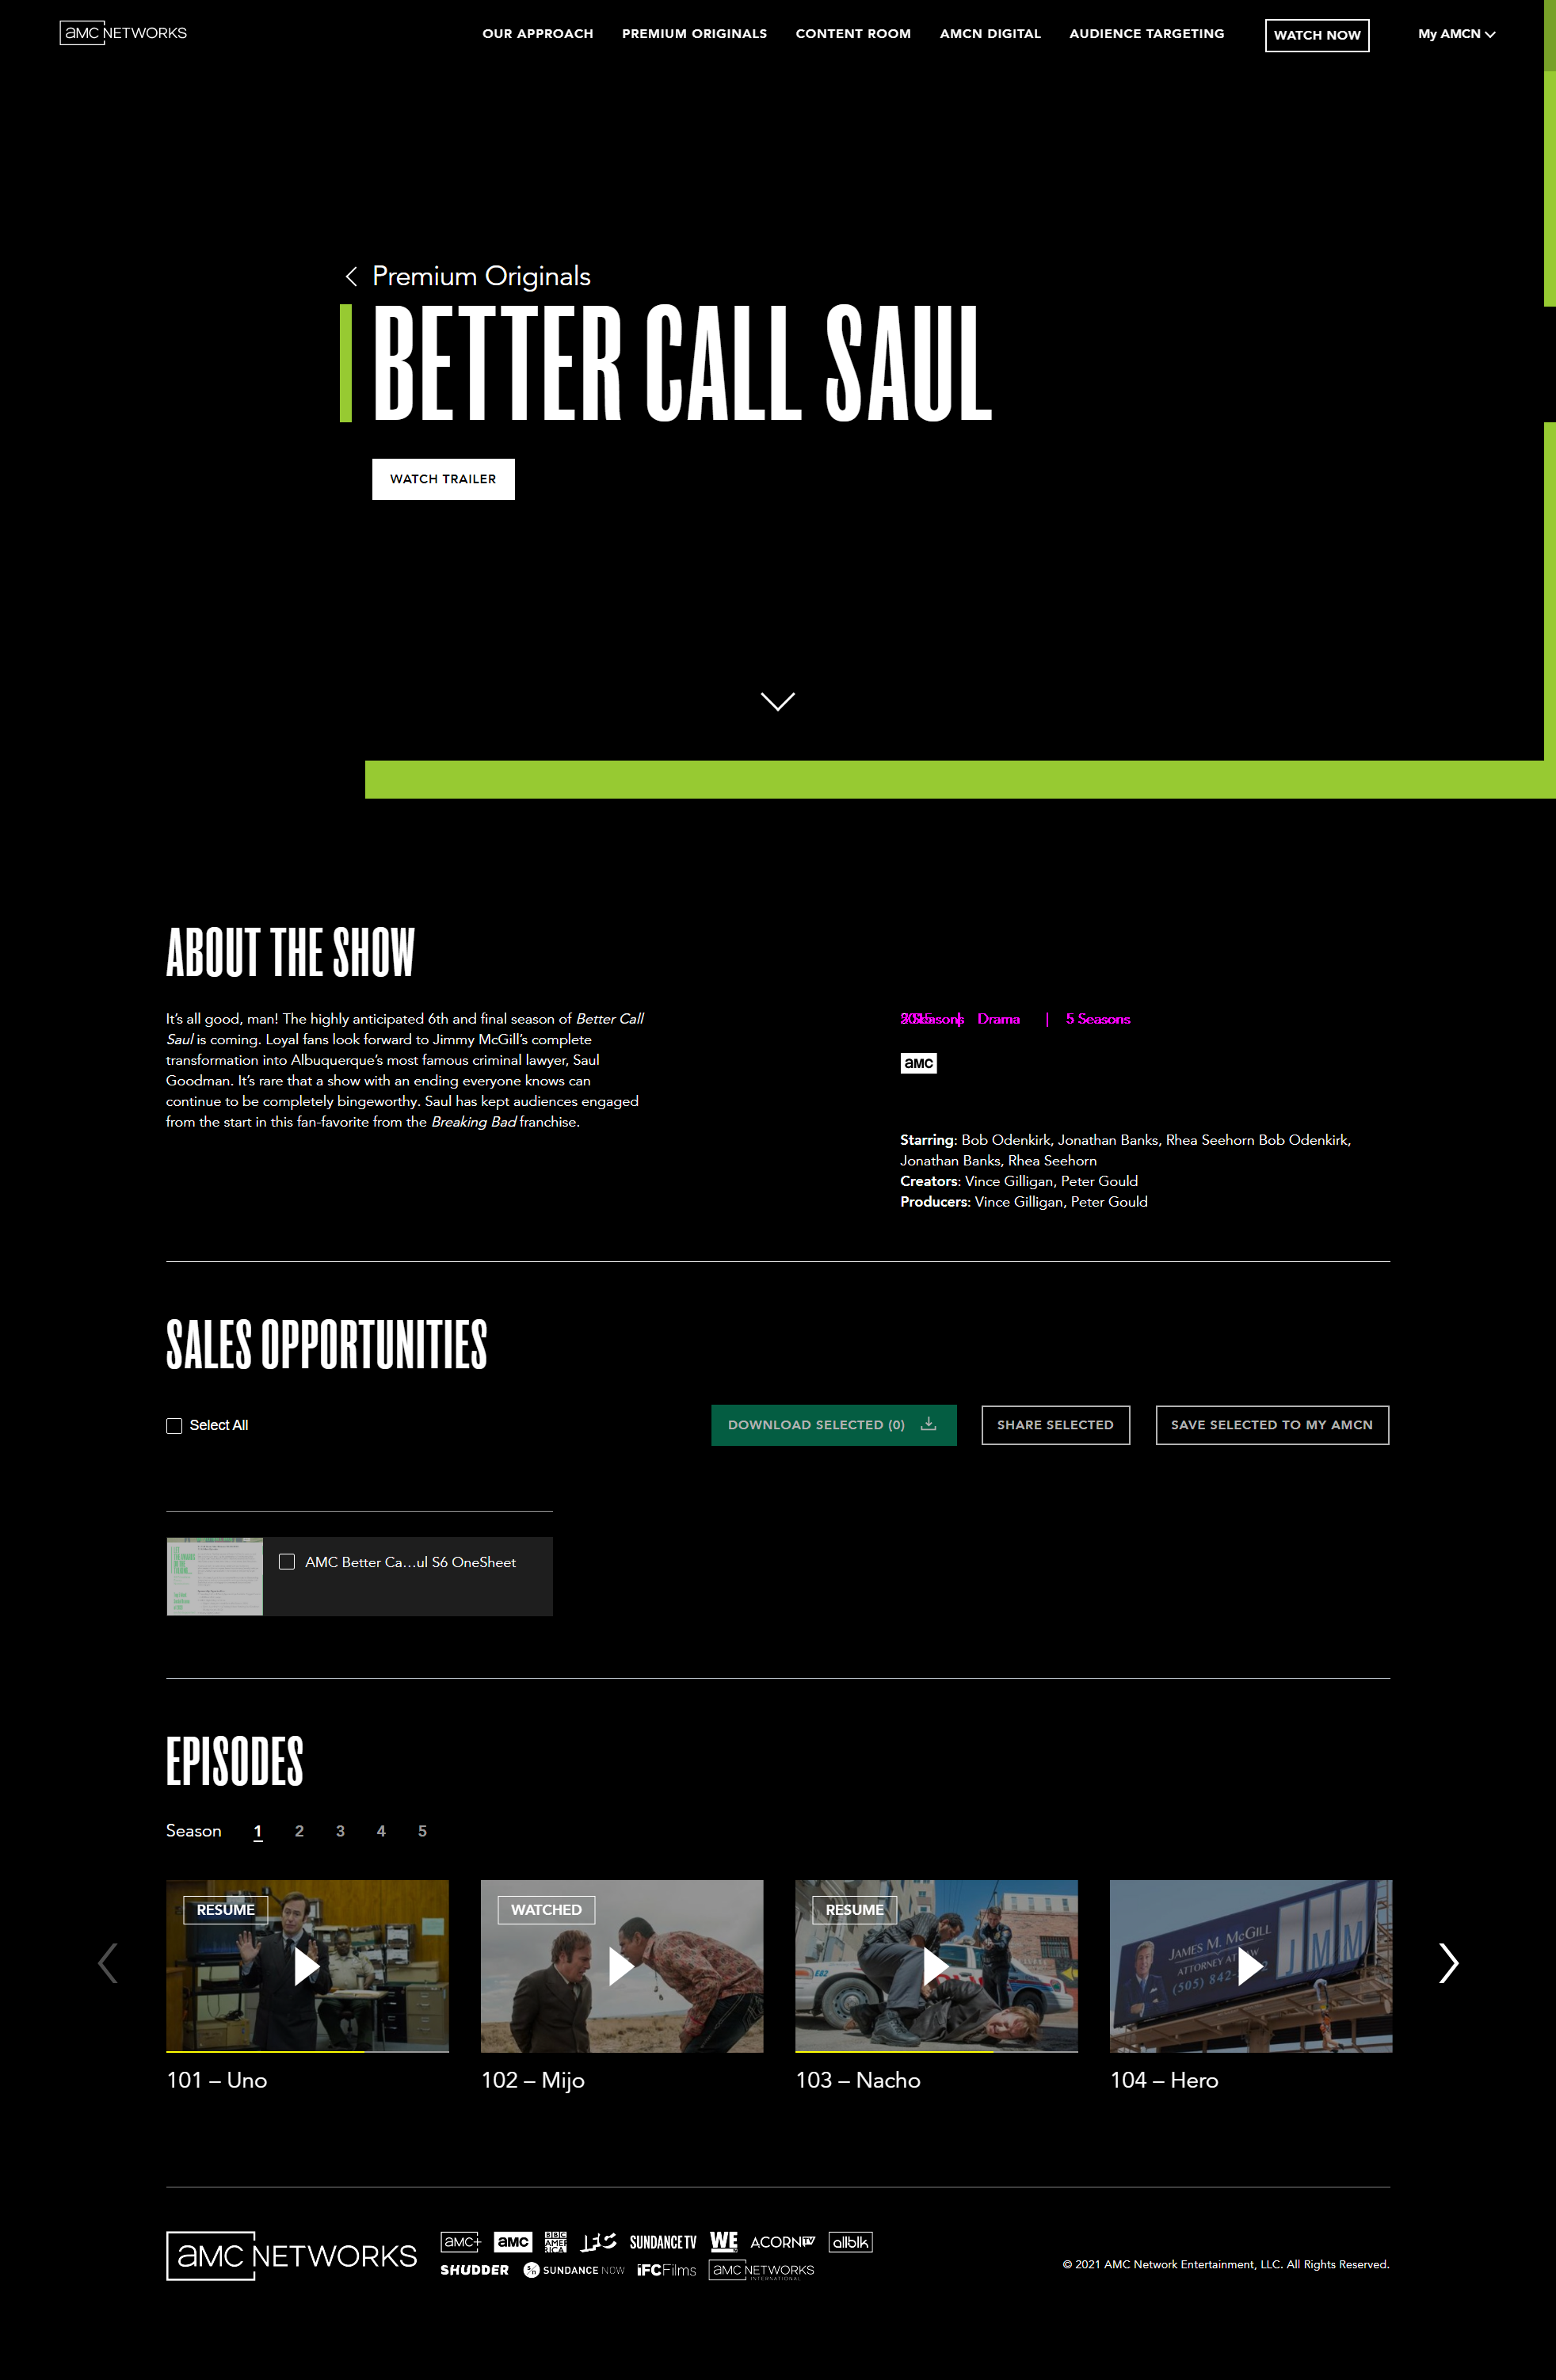 aMC NETWORKS
OUR APPROACH PREMIUM ORIGINALS CONTENT ROOM AMCN DIGITAL AUDIENCE TARGETING WATCH NOW My AMCN
Premium Originals
BETTER CALL SAUL
WATCH TRAILER
ABOUT THE SHOW
It's all good, man! The highly anticipated 6th and final season of Better Call
Saul is coming. Loyal fans look forward to Jimmy McGill's complete
transformation into Albuquerque's most famous criminal lawyer, Saul
Goodman. It's rare that a show with an ending everyone knows can
continue to be completely bingeworthy. Saul has kept audiences engaged
from the start in this fan-favorite from the Breaking Bad franchise.
| Drama | 5 Seasons
aMC
Starring: Bob Odenkirk, Jonathan Banks, Rhea Seehorn Bob Odenkirk,
Jonathan Banks, Rhea Seehorn
Creators: Vince Gilligan, Peter Gould
Producers: Vince Gilligan, Peter Gould
SALES OPPORTUNITIES
Select All
DOWNLOAD SELECTED (0) SHARE SELECTED SAVE SELECTED TO MY AMCN
AMC Better Ca...ul S6 OneSheet
EPISODES
Season 1 2 3 4 5
RESUME
WATCHED
RESUME
JAMES M. McGILL
ATTORNEY AT LAW
(505) 842-
JMM
101 – Uno
102 – Mijo
103 – Nacho
104 – Hero
aMC NETWORKS
aMC+ aMC BBC AMERICA IFC SUNDANCE TV WE tv ACORN TV allblk
SHUDDER SUNDANCE NOW IFC Films aMC NETWORKS INTERNATIONAL
© 2021 AMC Network Entertainment, LLC. All Rights Reserved.